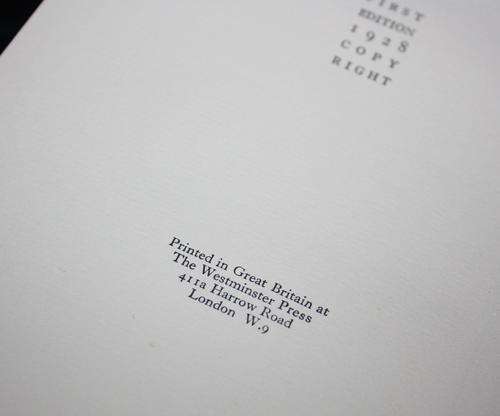 FIRST
EDITION
1928
COPY
RIGHT
Printed in Great Britain at
The Westminster Press
411a Harrow Road
London W.9